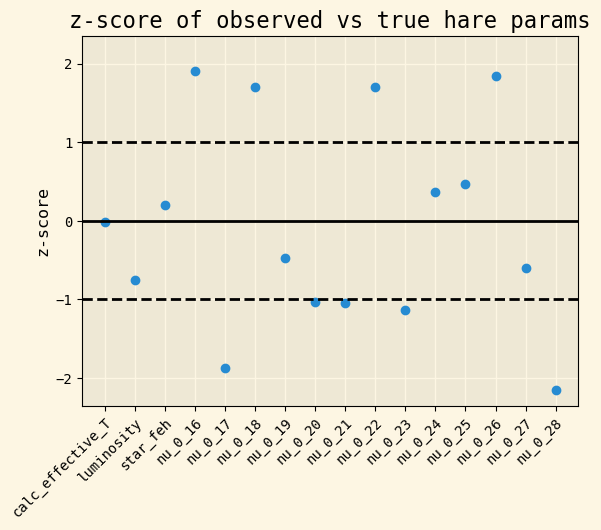 z-score of observed vs true hare params
z-score
2
1
0
−1
−2
calc_effective_T
luminosity
star_feh
nu_0_16
nu_0_17
nu_0_18
nu_0_19
nu_0_20
nu_0_21
nu_0_22
nu_0_23
nu_0_24
nu_0_25
nu_0_26
nu_0_27
nu_0_28